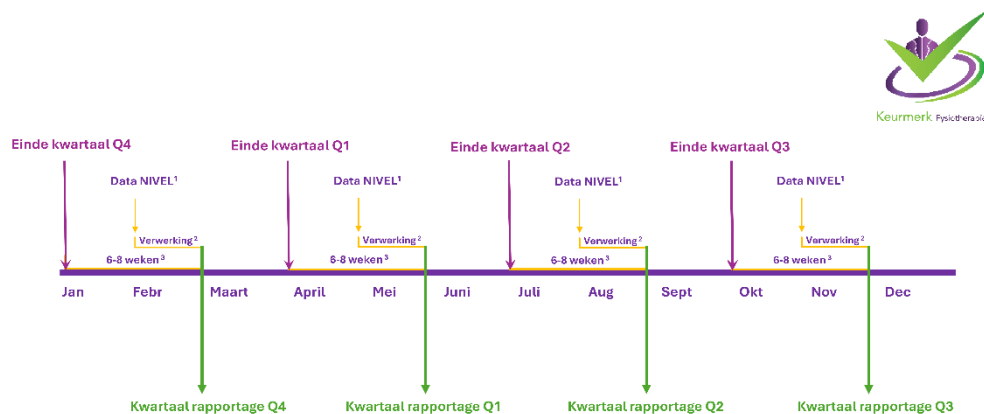 Keurmerk Fysiotherapie
Einde kwartaal Q4
Einde kwartaal Q1
Einde kwartaal Q2
Einde kwartaal Q3
Data NIVEL¹
Data NIVEL¹
Data NIVEL¹
Data NIVEL¹
Verwerking²
Verwerking²
Verwerking²
Verwerking²
6-8 weken³
6-8 weken³
6-8 weken³
6-8 weken³
Jan Febr Maart April Mei Juni Juli Aug Sept Okt Nov Dec
Kwartaal rapportage Q4
Kwartaal rapportage Q1
Kwartaal rapportage Q2
Kwartaal rapportage Q3